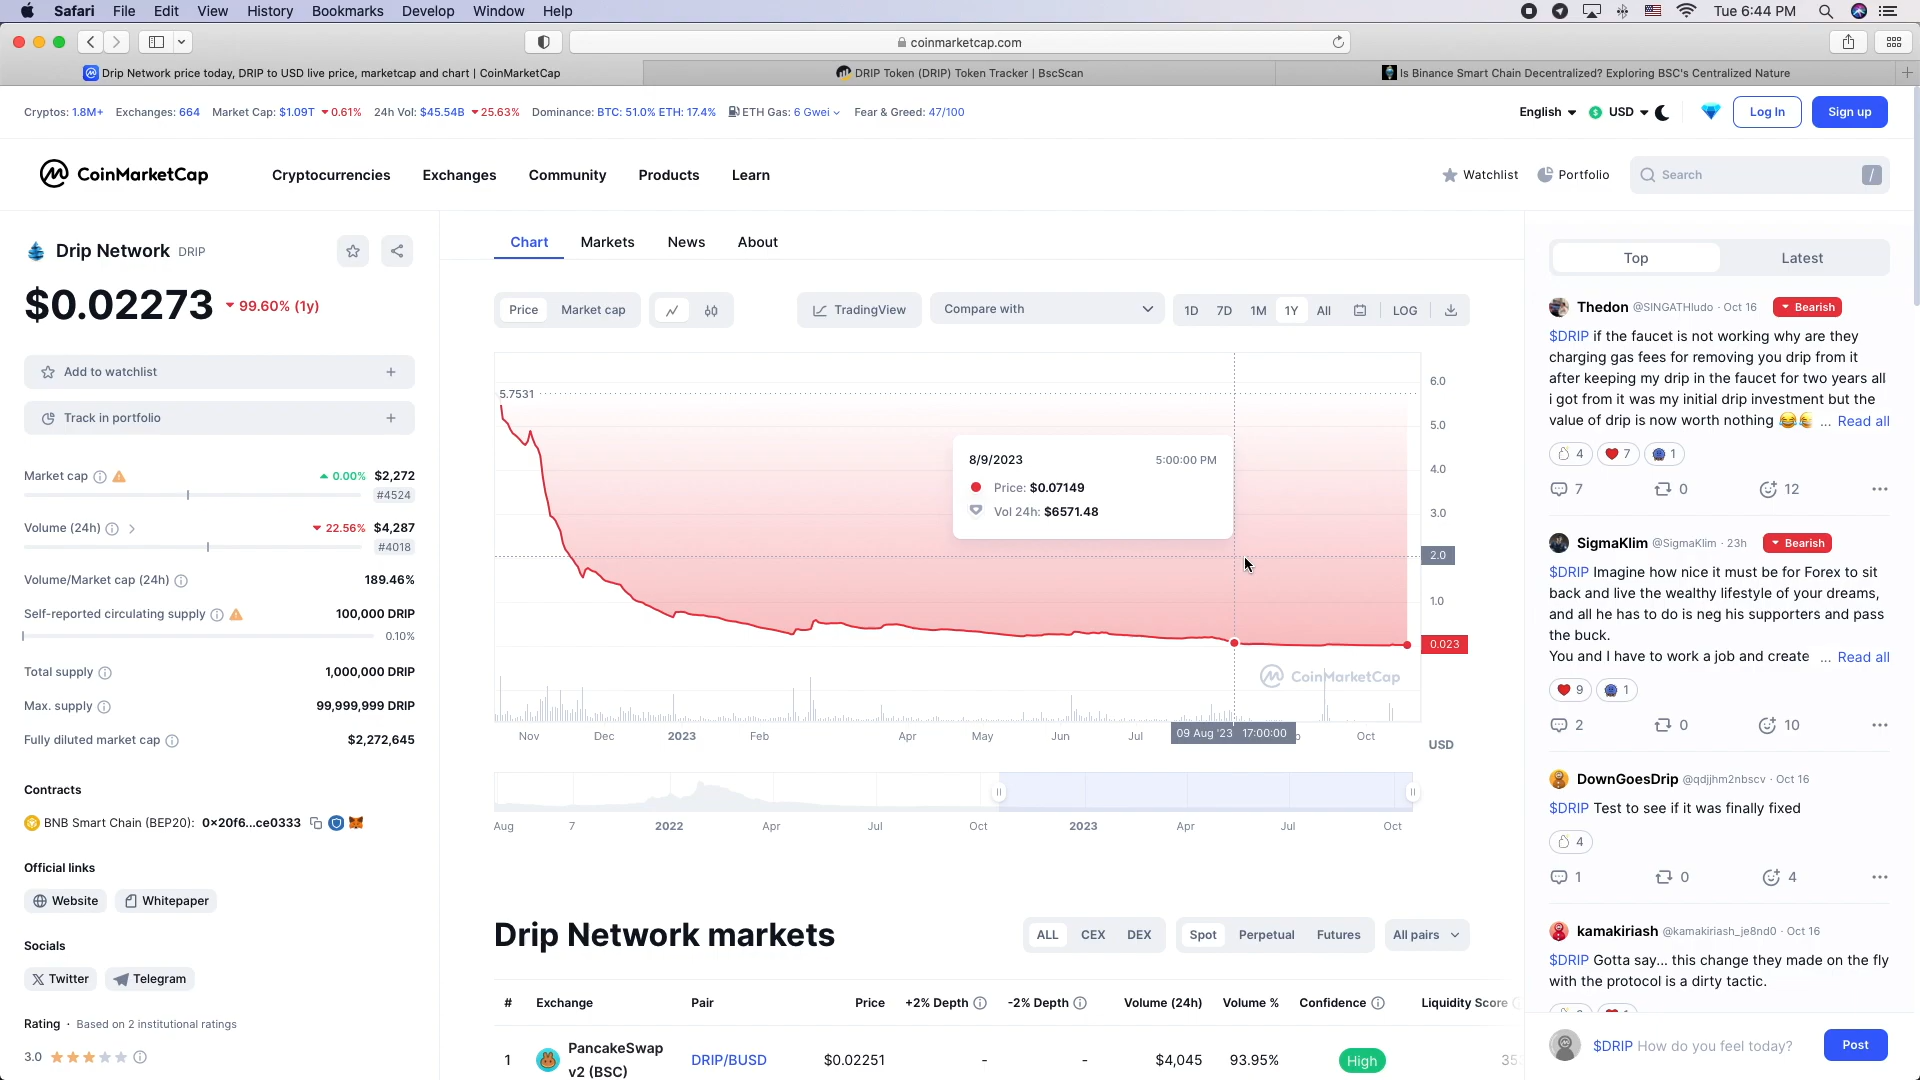 Safari File Edit View History Bookmarks Develop Window Help
Tue 6:44 PM
coinmarketcap.com
Drip Network price today, DRIP to USD live price, marketcap and chart | CoinMarketCap
DRIP Token (DRIP) Token Tracker | BscScan
Is Binance Smart Chain Decentralized? Exploring BSC's Centralized Nature
Cryptos: 1.8M+ Exchanges: 664 Market Cap: $1.09T 0.61% 24h Vol: $45.54B 25.63% Dominance: BTC: 51.0% ETH: 17.4% ETH Gas: 6 Gwei Fear & Greed: 47/100
English USD Log In Sign up
CoinMarketCap
Cryptocurrencies Exchanges Community Products Learn
Watchlist Portfolio Search /
Drip Network DRIP
$0.02273 99.60% (1y)
Add to watchlist +
Track in portfolio +
Market cap 0.00% $2,272
#4524
Volume (24h) 22.56% $4,287
#4018
Volume/Market cap (24h) 189.46%
Self-reported circulating supply 100,000 DRIP
0.10%
Total supply 1,000,000 DRIP
Max. supply 99,999,999 DRIP
Fully diluted market cap $2,272,645
Contracts
BNB Smart Chain (BEP20): 0x20f6...ce0333
Official links
Website Whitepaper
Socials
Twitter Telegram
Rating · Based on 2 institutional ratings
3.0
Chart Markets News About
Price Market cap TradingView Compare with 1D 7D 1M 1Y All LOG
5.7531
6.0
5.0
4.0
3.0
2.0
1.0
0.023
8/9/2023 5:00:00 PM
Price: $0.07149
Vol 24h: $6571.48
CoinMarketCap
Nov Dec 2023 Feb Apr May Jun Jul 09 Aug '23 17:00:00 Oct
USD
Aug 7 2022 Apr Jul Oct 2023 Apr Jul Oct
Drip Network markets
ALL CEX DEX Spot Perpetual Futures All pairs
# Exchange Pair Price +2% Depth -2% Depth Volume (24h) Volume % Confidence Liquidity Score
1 PancakeSwap v2 (BSC) DRIP/BUSD $0.02251 - - $4,045 93.95% High
Top Latest
Thedon @SINGATHludo · Oct 16 Bearish
$DRIP if the faucet is not working why are they
charging gas fees for removing you drip from it
after keeping my drip in the faucet for two years all
i got from it was my initial drip investment but the
value of drip is now worth nothing 😂 ... Read all
4 7 1
7 0 12
SigmaKlim @SigmaKlim · 23h Bearish
$DRIP Imagine how nice it must be for Forex to sit
back and live the wealthy lifestyle of your dreams,
and all he has to do is neg his supporters and pass
the buck.
You and I have to work a job and create ... Read all
9 1
2 0 10
DownGoesDrip @qdjjhm2nbscv · Oct 16
$DRIP Test to see if it was finally fixed
4
1 0 4
kamakiriash @kamakiriash_je8nd0 · Oct 16
$DRIP Gotta say... this change they made on the fly
with the protocol is a dirty tactic.
$DRIP How do you feel today? Post